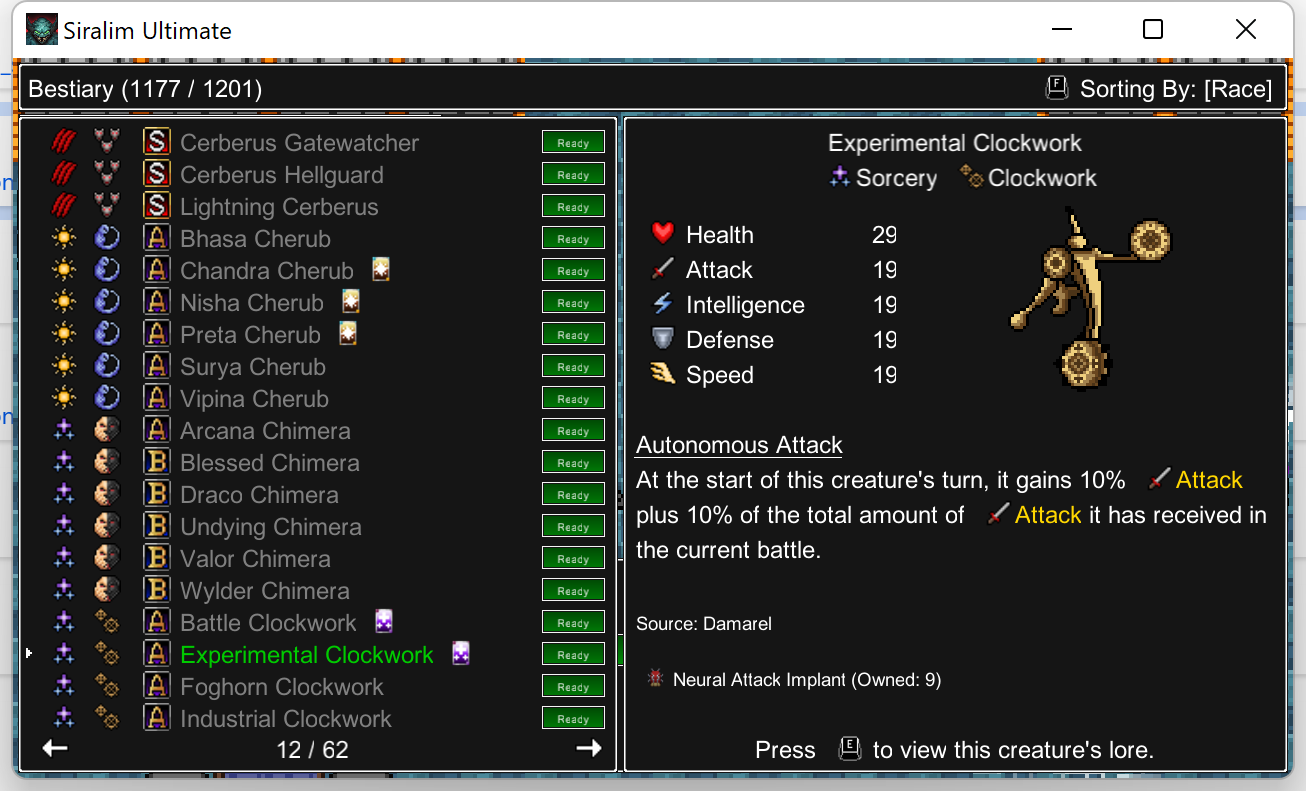 Siralim Ultimate
Bestiary (1177 / 1201)
F Sorting By: [Race]
S Cerberus Gatewatcher Ready
S Cerberus Hellguard Ready
S Lightning Cerberus Ready
A Bhasa Cherub Ready
A Chandra Cherub Ready
A Nisha Cherub Ready
A Preta Cherub Ready
A Surya Cherub Ready
A Vipina Cherub Ready
A Arcana Chimera Ready
B Blessed Chimera Ready
B Draco Chimera Ready
B Undying Chimera Ready
B Valor Chimera Ready
B Wylder Chimera Ready
A Battle Clockwork Ready
A Experimental Clockwork Ready
A Foghorn Clockwork Ready
A Industrial Clockwork Ready
12 / 62
Experimental Clockwork
Sorcery Clockwork
Health 29
Attack 19
Intelligence 19
Defense 19
Speed 19
Autonomous Attack
At the start of this creature's turn, it gains 10% Attack
plus 10% of the total amount of Attack it has received in
the current battle.
Source: Damarel
Neural Attack Implant (Owned: 9)
Press E to view this creature's lore.